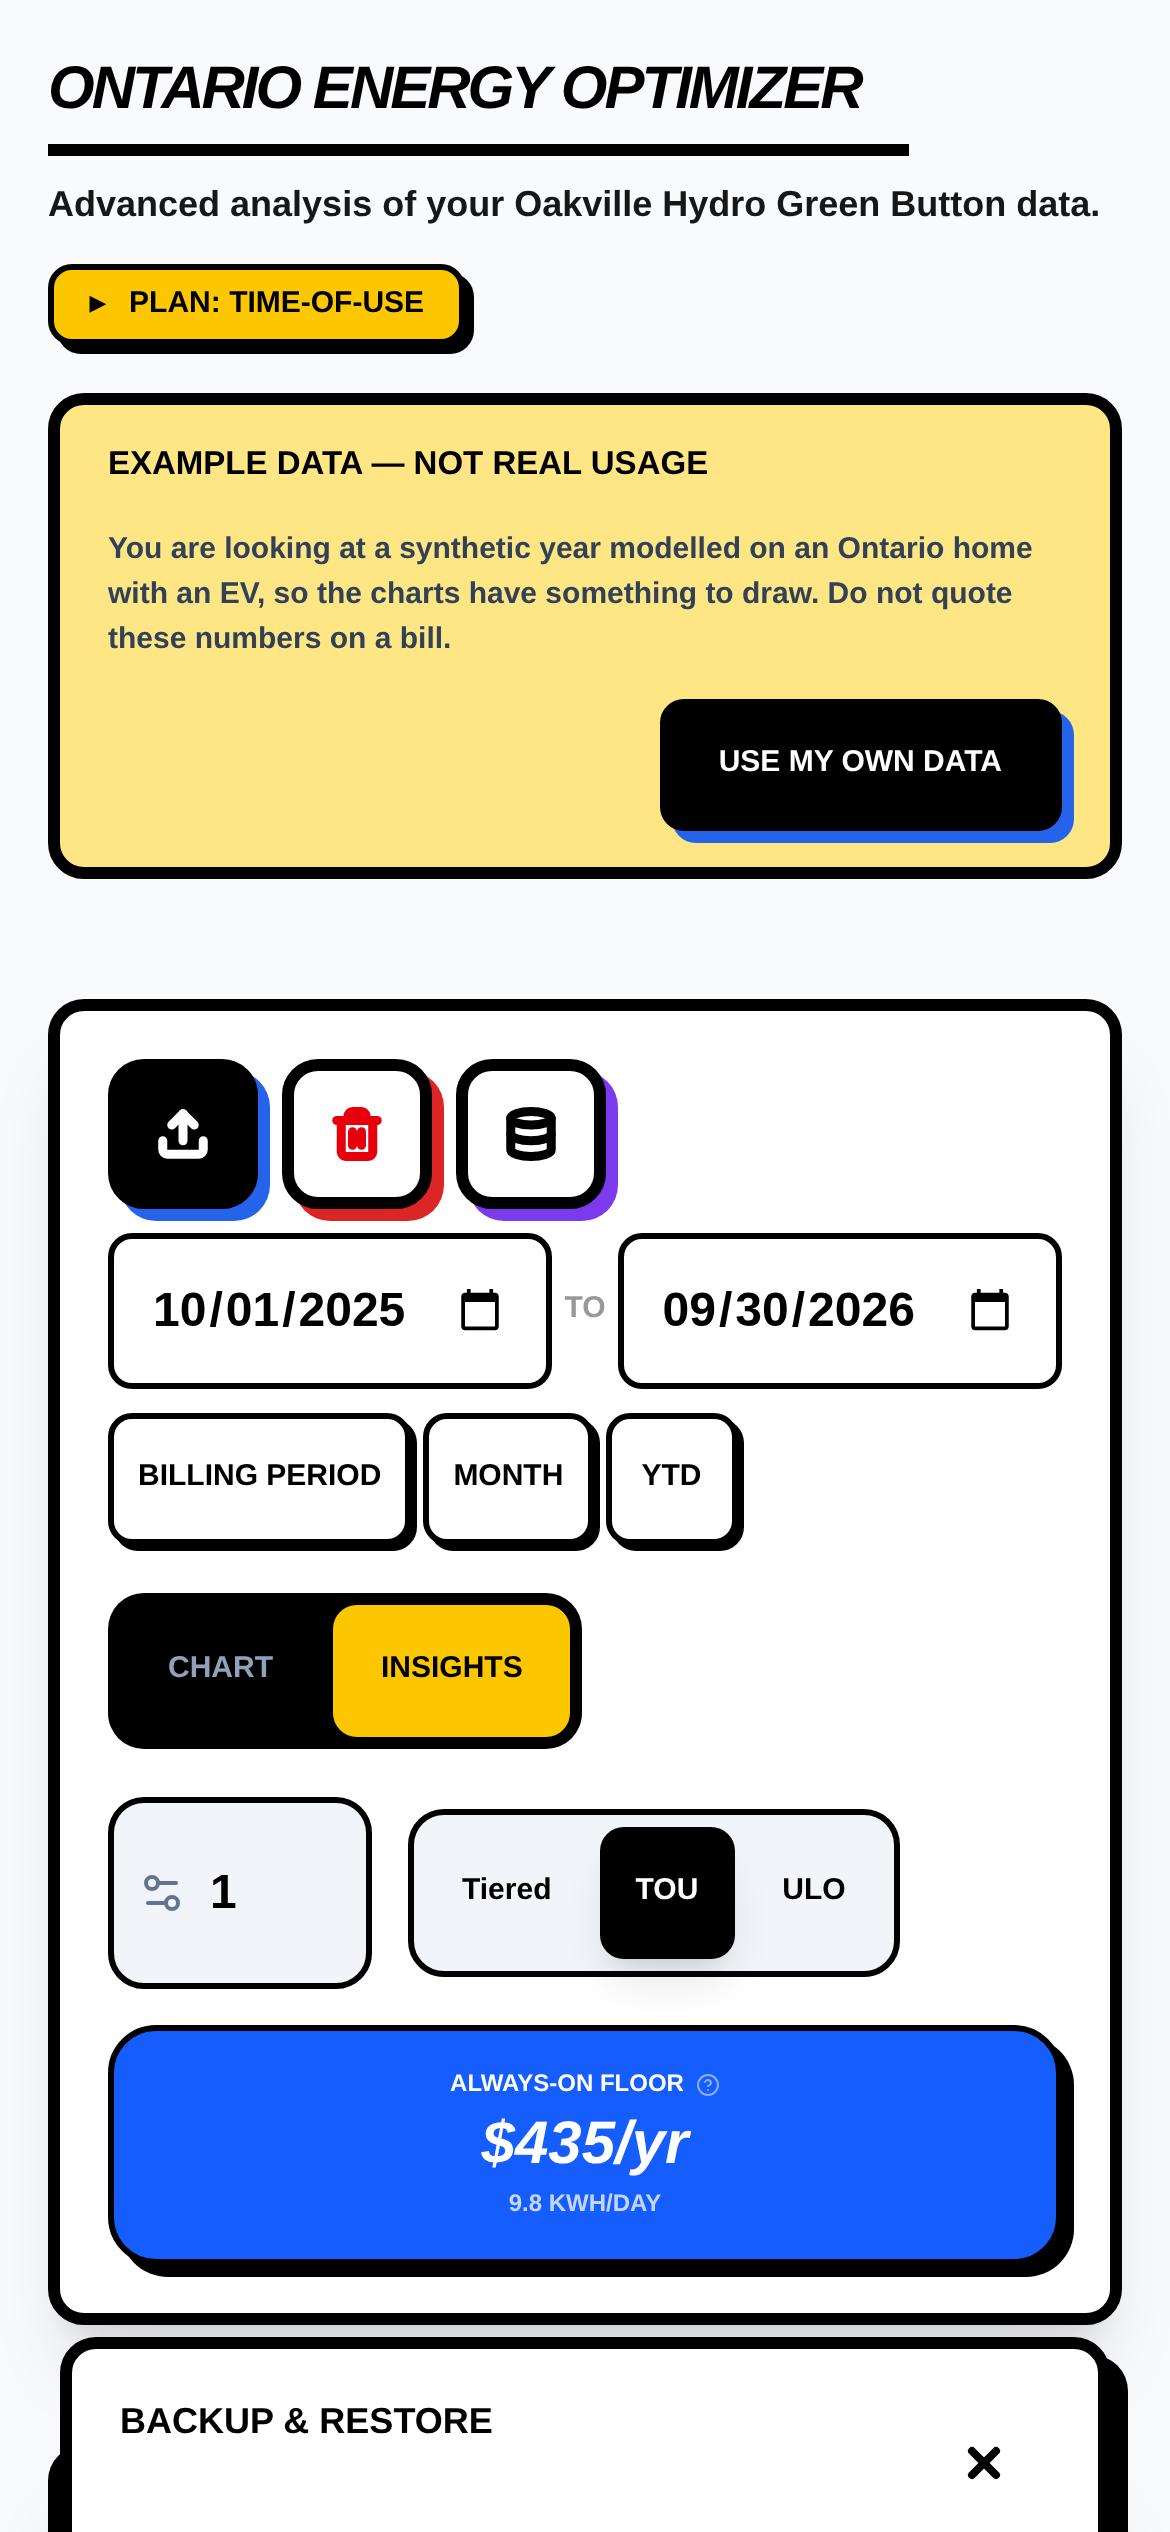 ONTARIO ENERGY OPTIMIZER
Advanced analysis of your Oakville Hydro Green Button data.
► PLAN: TIME-OF-USE
EXAMPLE DATA — NOT REAL USAGE
You are looking at a synthetic year modelled on an Ontario home
with an EV, so the charts have something to draw. Do not quote
these numbers on a bill.
USE MY OWN DATA
10/01/2025 TO 09/30/2026
BILLING PERIOD MONTH YTD
CHART INSIGHTS
1 Tiered TOU ULO
ALWAYS-ON FLOOR ?
$435/yr
9.8 KWH/DAY
BACKUP & RESTORE